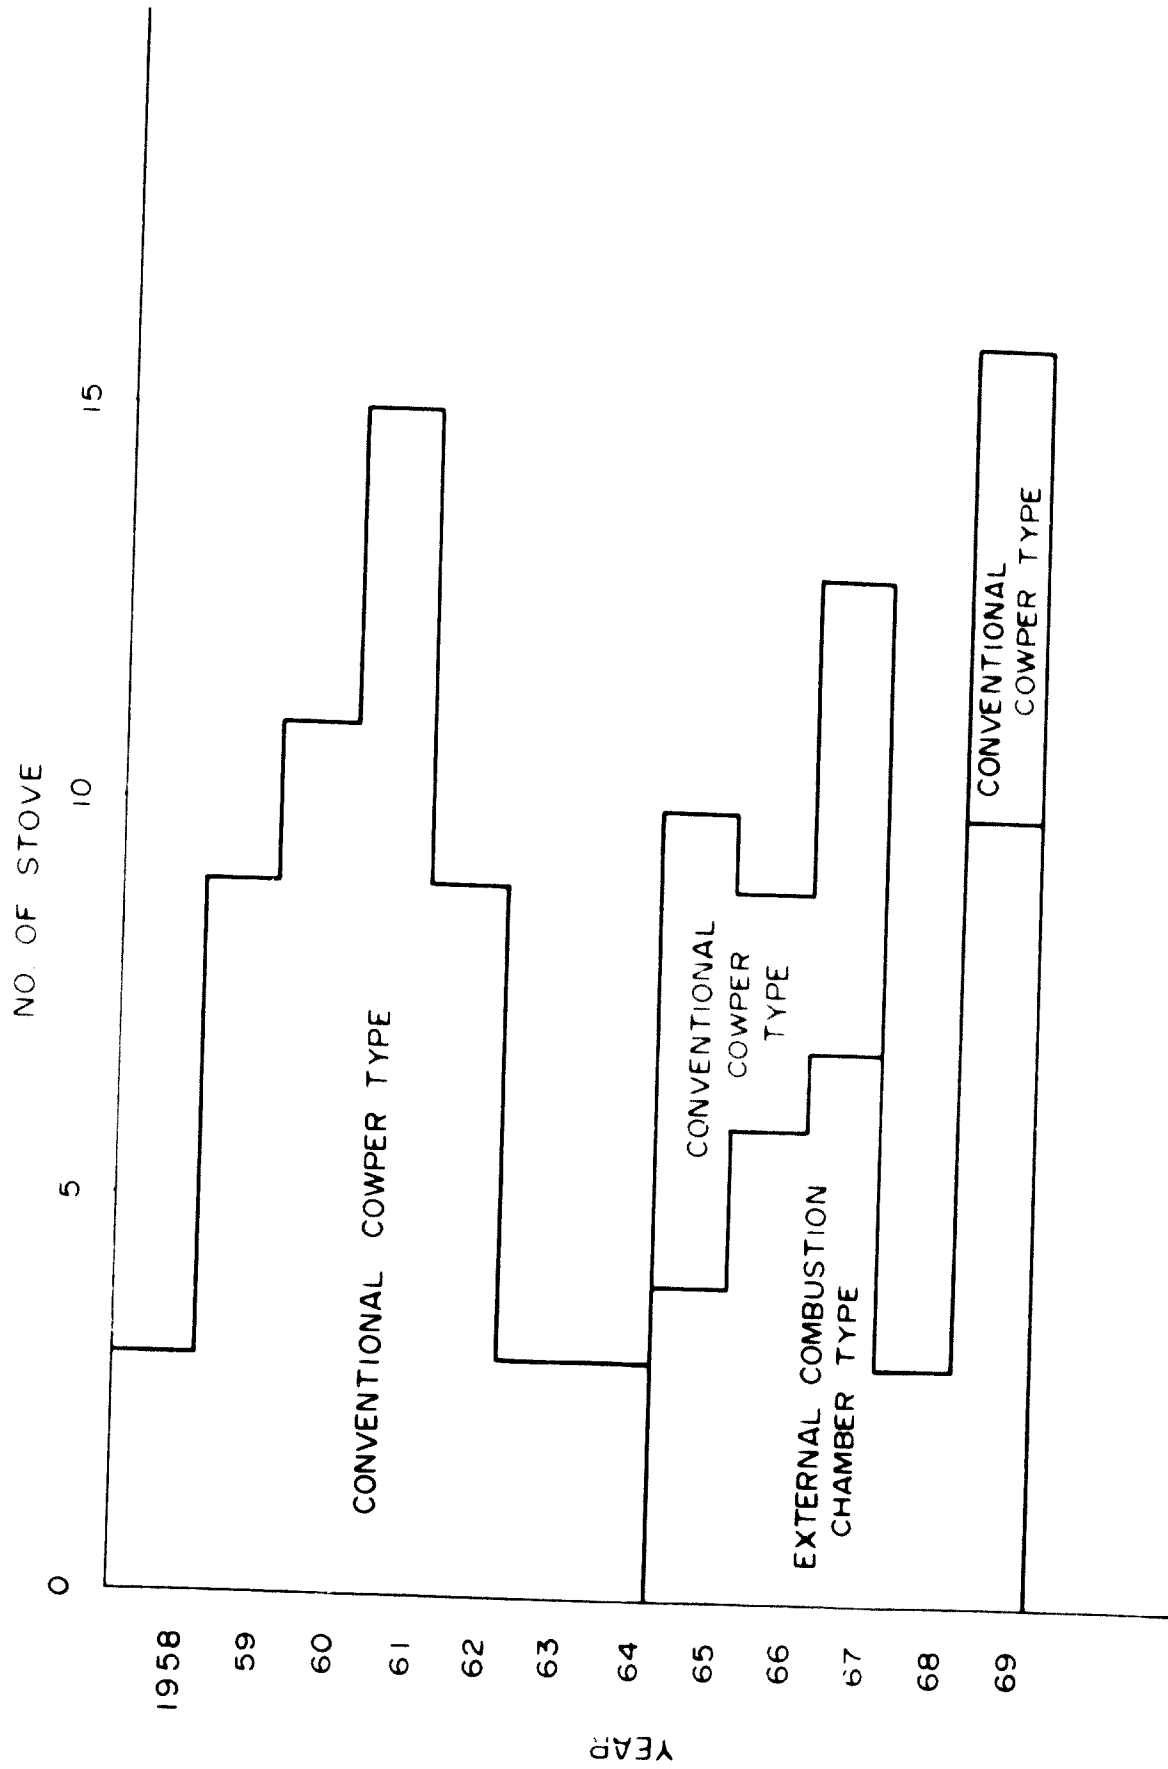 NO. OF STOVE
15
10
5
0
CONVENTIONAL COWPER TYPE
CONVENTIONAL
COWPER
TYPE
EXTERNAL COMBUSTION
CHAMBER TYPE
CONVENTIONAL
COWPER TYPE
1958
59
60
61
62
63
64
65
66
67
68
69
YEAR